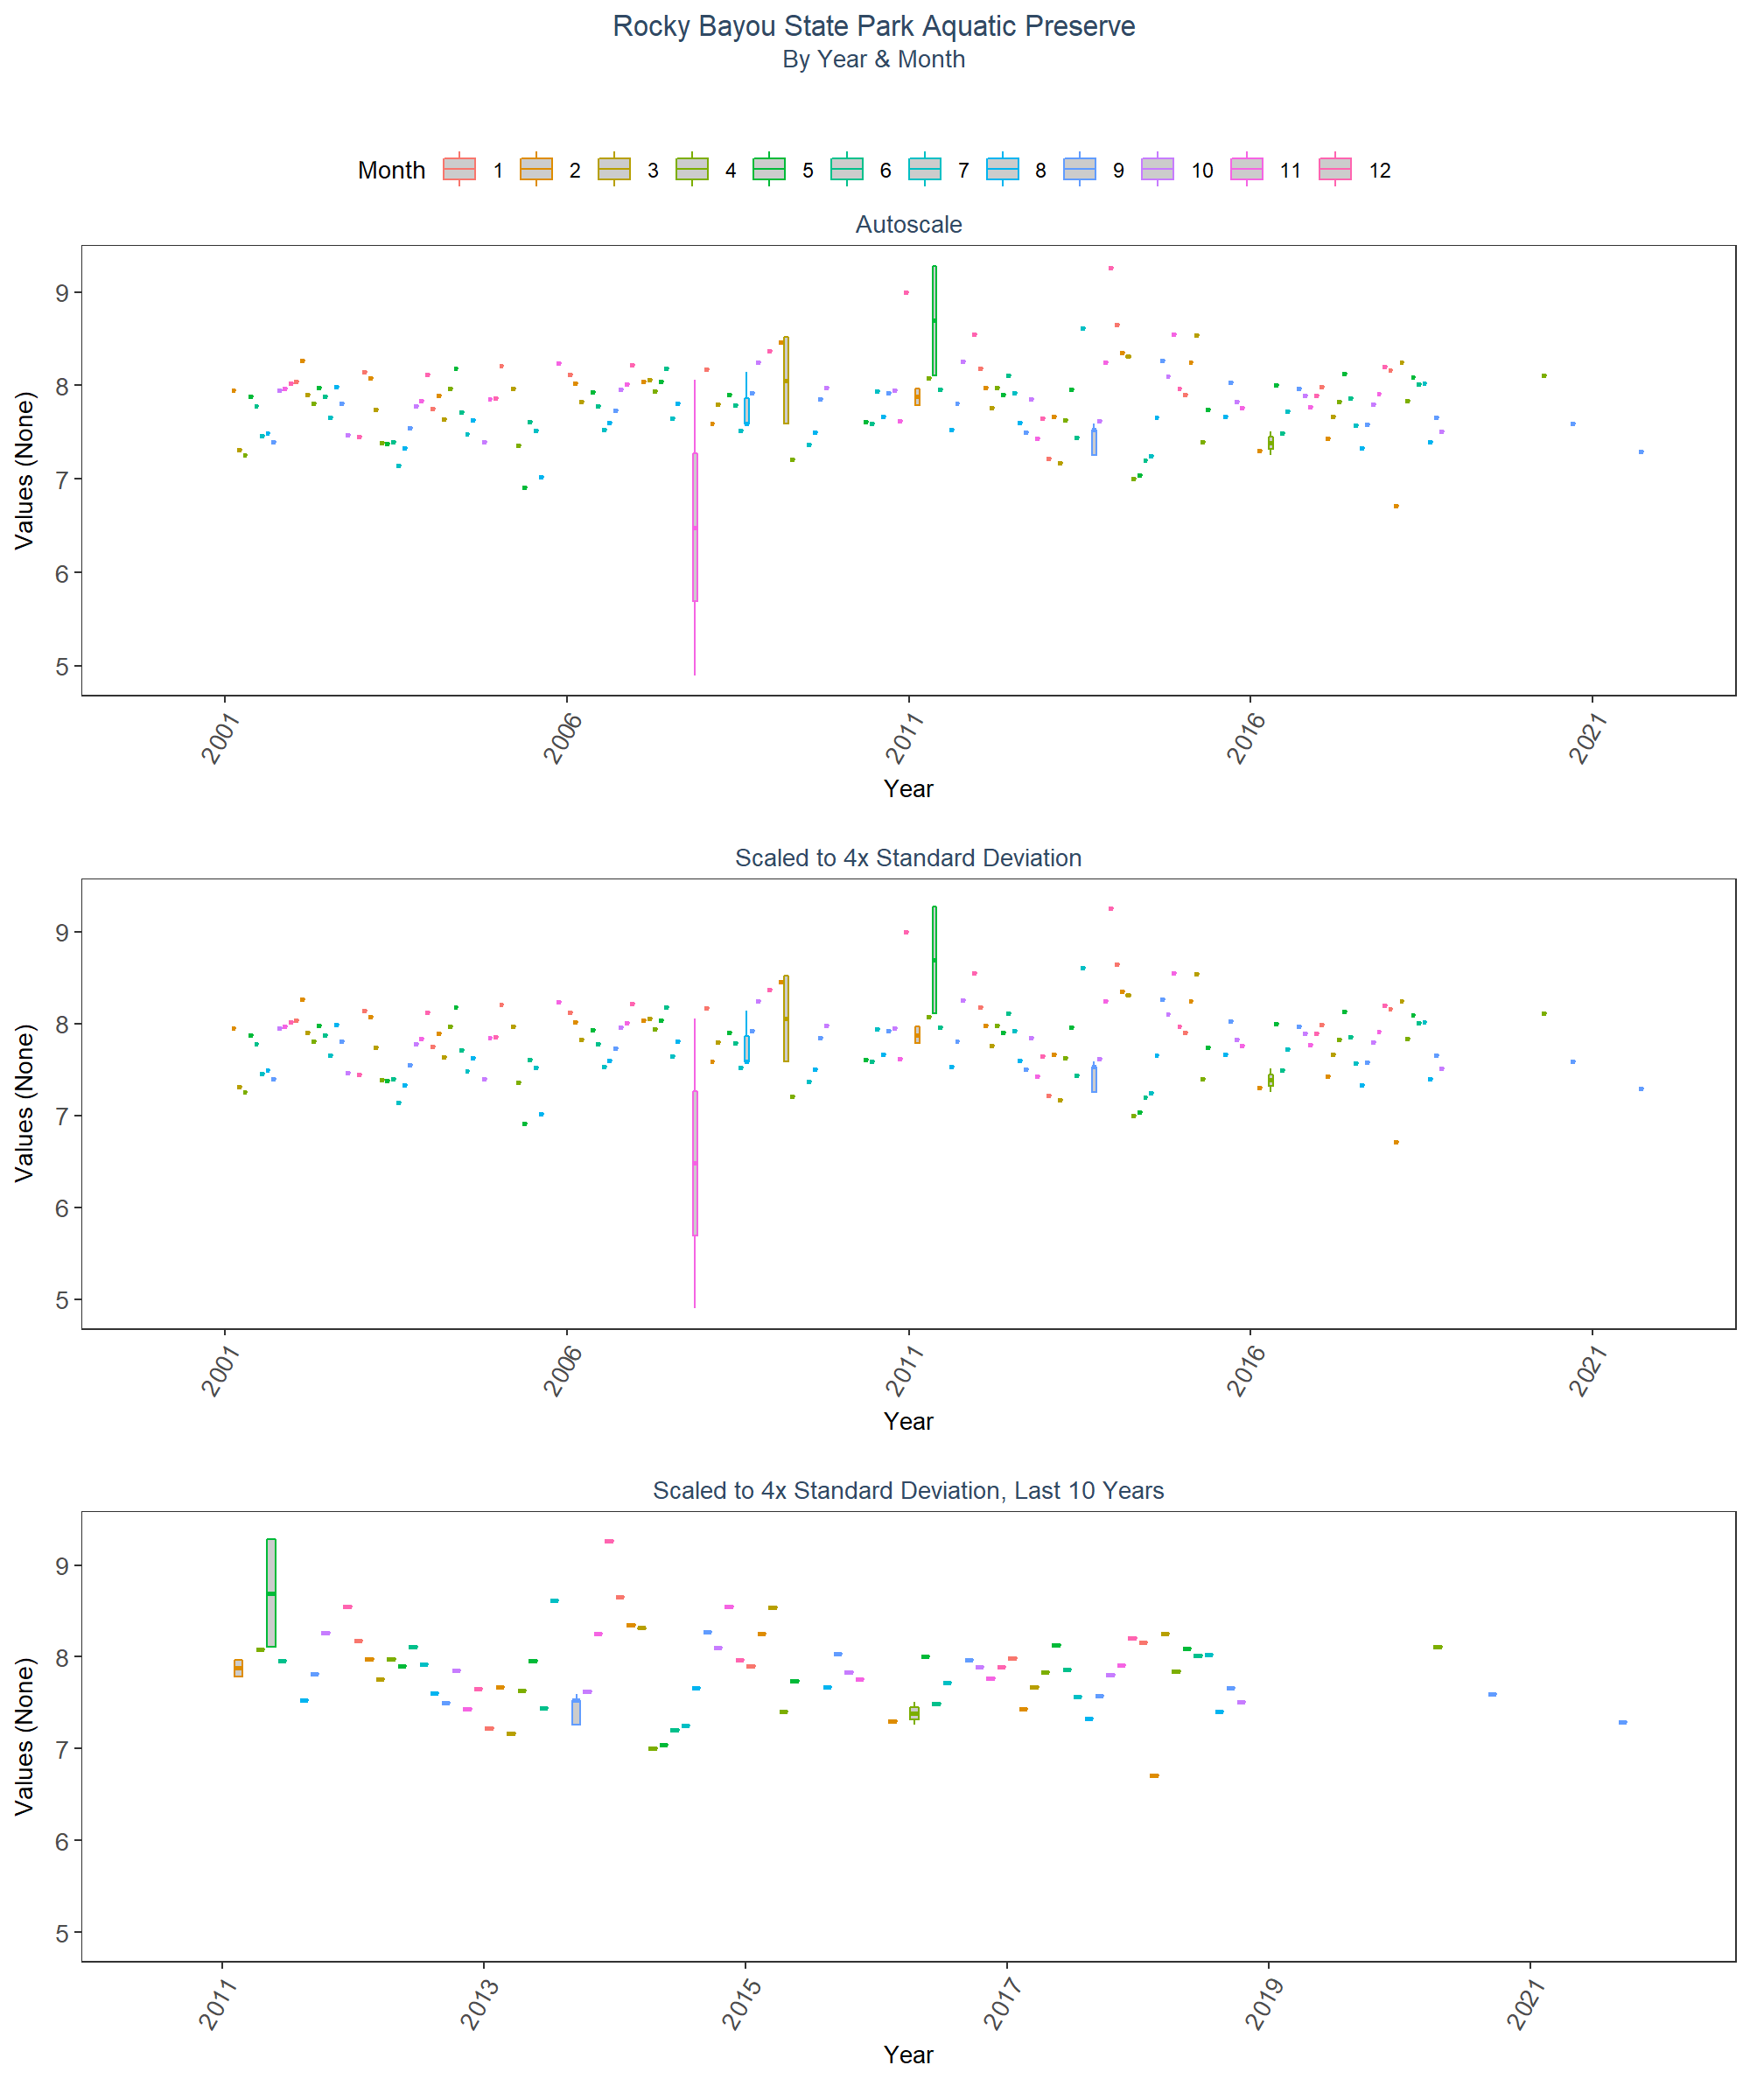 Rocky Bayou State Park Aquatic Preserve
By Year & Month
Month 1 2 3 4 5 6 7 8 9 10 11 12
Autoscale
Values (None)
9
8
7
6
5
2001 2006 2011 2016 2021
Year
Scaled to 4x Standard Deviation
Values (None)
9
8
7
6
5
2001 2006 2011 2016 2021
Year
Scaled to 4x Standard Deviation, Last 10 Years
Values (None)
9
8
7
6
5
2011 2013 2015 2017 2019 2021
Year